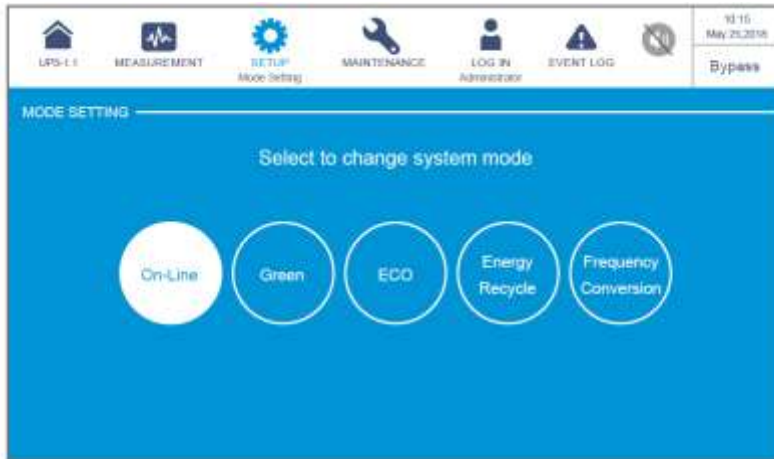 10:15
May 25,2018
UPS-1.1
MEASUREMENT
SETUP
MAINTENANCE
LOG IN
EVENT LOG
Bypass
Mode Setting
Administrator
MODE SETTING
Select to change system mode
On-Line
Green
ECO
Energy
Recycle
Frequency
Conversion